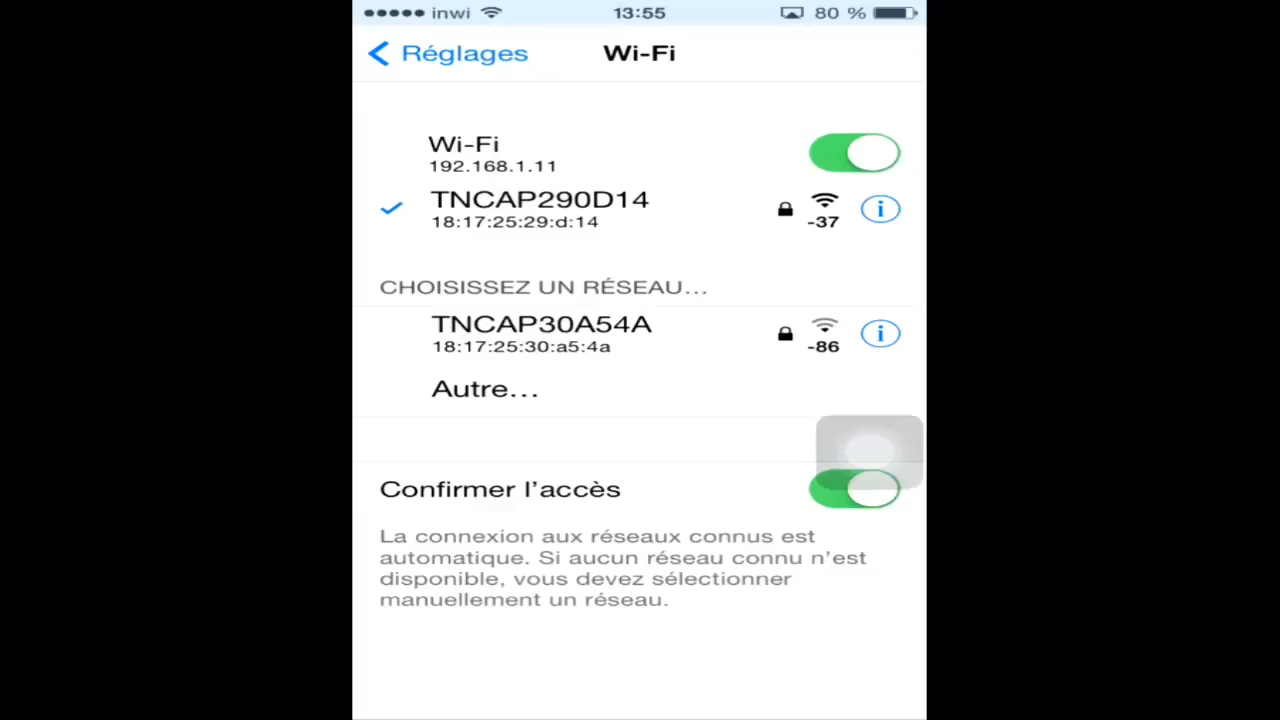 inwi 13:55 80 %
Réglages Wi-Fi
Wi-Fi
192.168.1.11
TNCAP290D14
18:17:25:29:d:14
-37
CHOISISSEZ UN RÉSEAU...
TNCAP30A54A
18:17:25:30:a5:4a
-86
Autre...
Confirmer l'accès
La connexion aux réseaux connus est
automatique. Si aucun réseau connu n'est
disponible, vous devez sélectionner
manuellement un réseau.